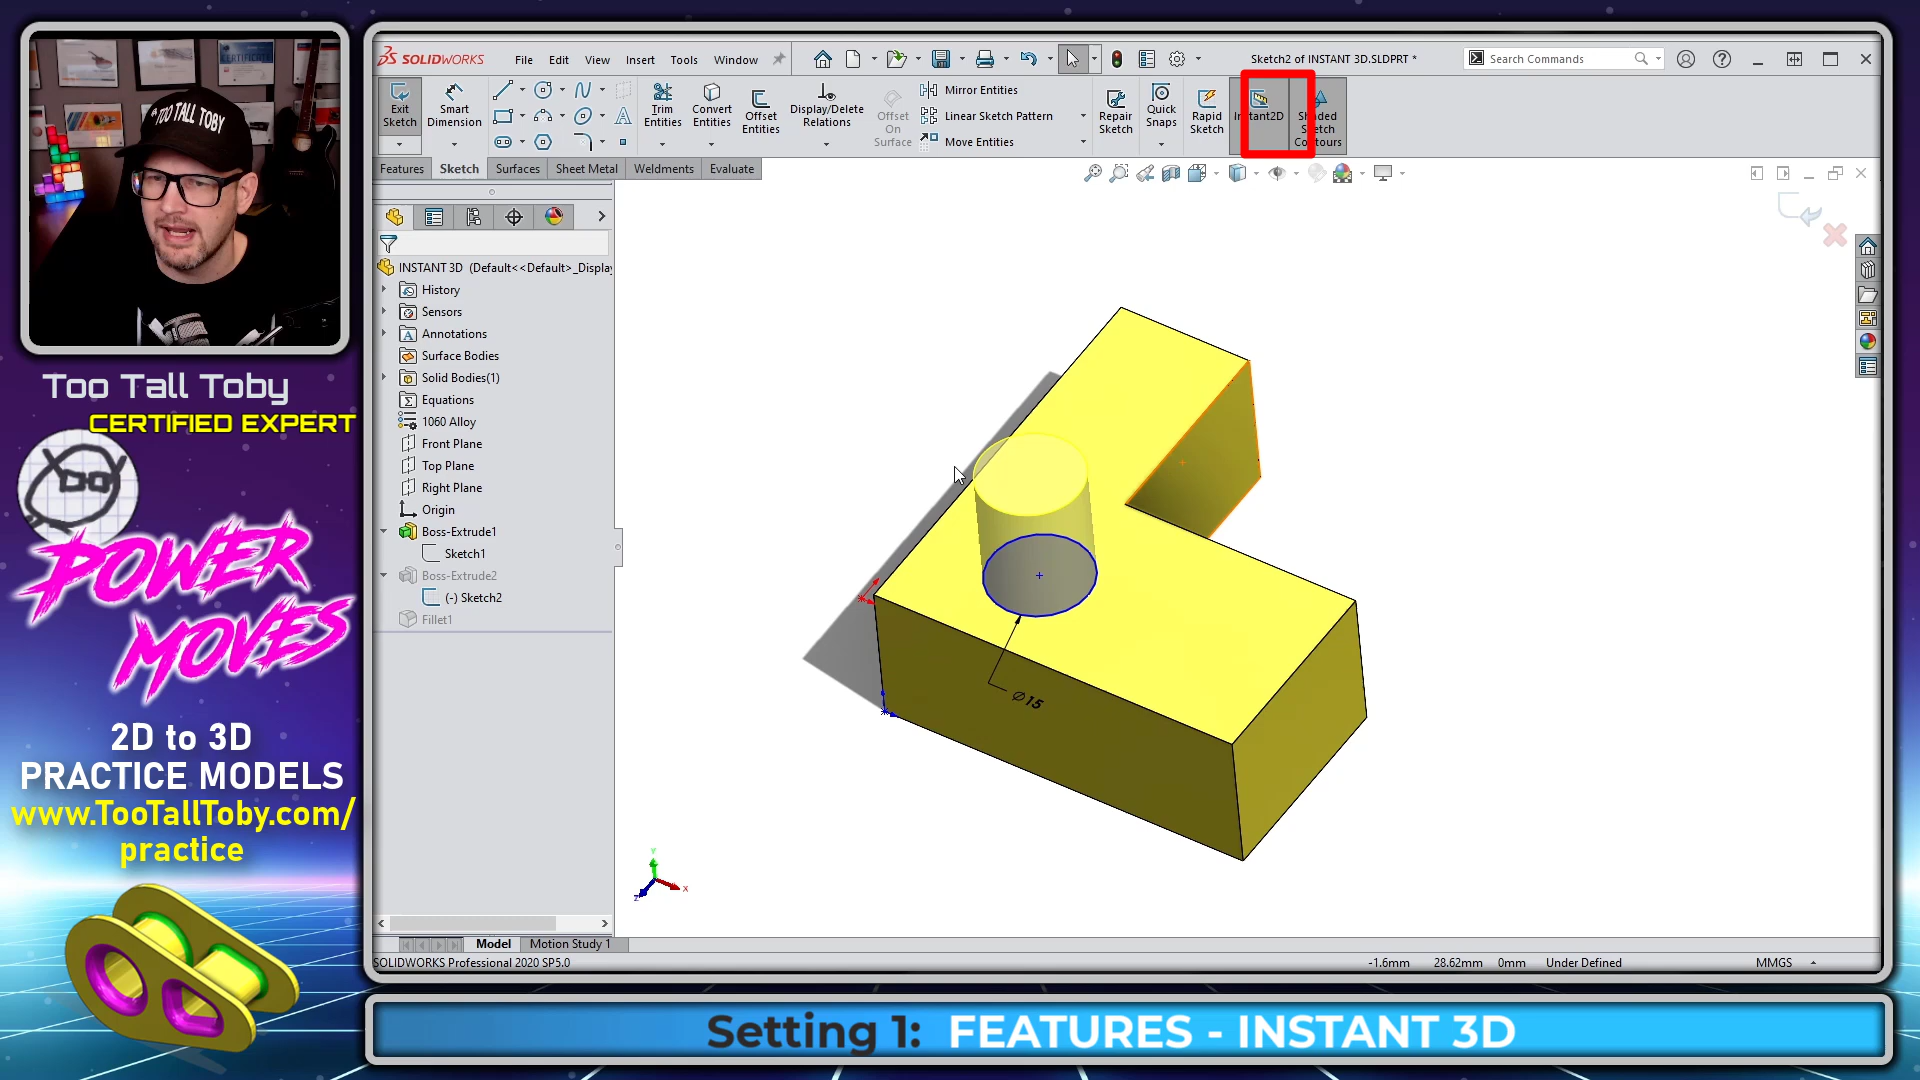 TOO TALL TOBY
SOLIDWORKS
File
Edit
View
Insert
Tools
Window
Sketch2 of INSTANT 3D.SLDPRT *
Search Commands
Exit Sketch
Smart Dimension
Trim Entities
Convert Entities
Offset Entities
Display/Delete Relations
Offset On Surface
Mirror Entities
Linear Sketch Pattern
Move Entities
Repair Sketch
Quick Snaps
Rapid Sketch
Instant2D
Shaded Sketch Contours
Features
Sketch
Surfaces
Sheet Metal
Weldments
Evaluate
INSTANT 3D (Default<<Default>_Displa
History
Sensors
Annotations
Surface Bodies
Solid Bodies(1)
Equations
1060 Alloy
Front Plane
Top Plane
Right Plane
Origin
Boss-Extrude1
Sketch1
Boss-Extrude2
(-) Sketch2
Fillet1
∅15
Y
X
Z
Model
Motion Study 1
SOLIDWORKS Professional 2020 SP5.0
-1.6mm
28.62mm
0mm
Under Defined
MMGS
Too Tall Toby
CERTIFIED EXPERT
POWER
MOVES
2D to 3D
PRACTICE MODELS
www.TooTallToby.com/
practice
Setting 1: FEATURES - INSTANT 3D